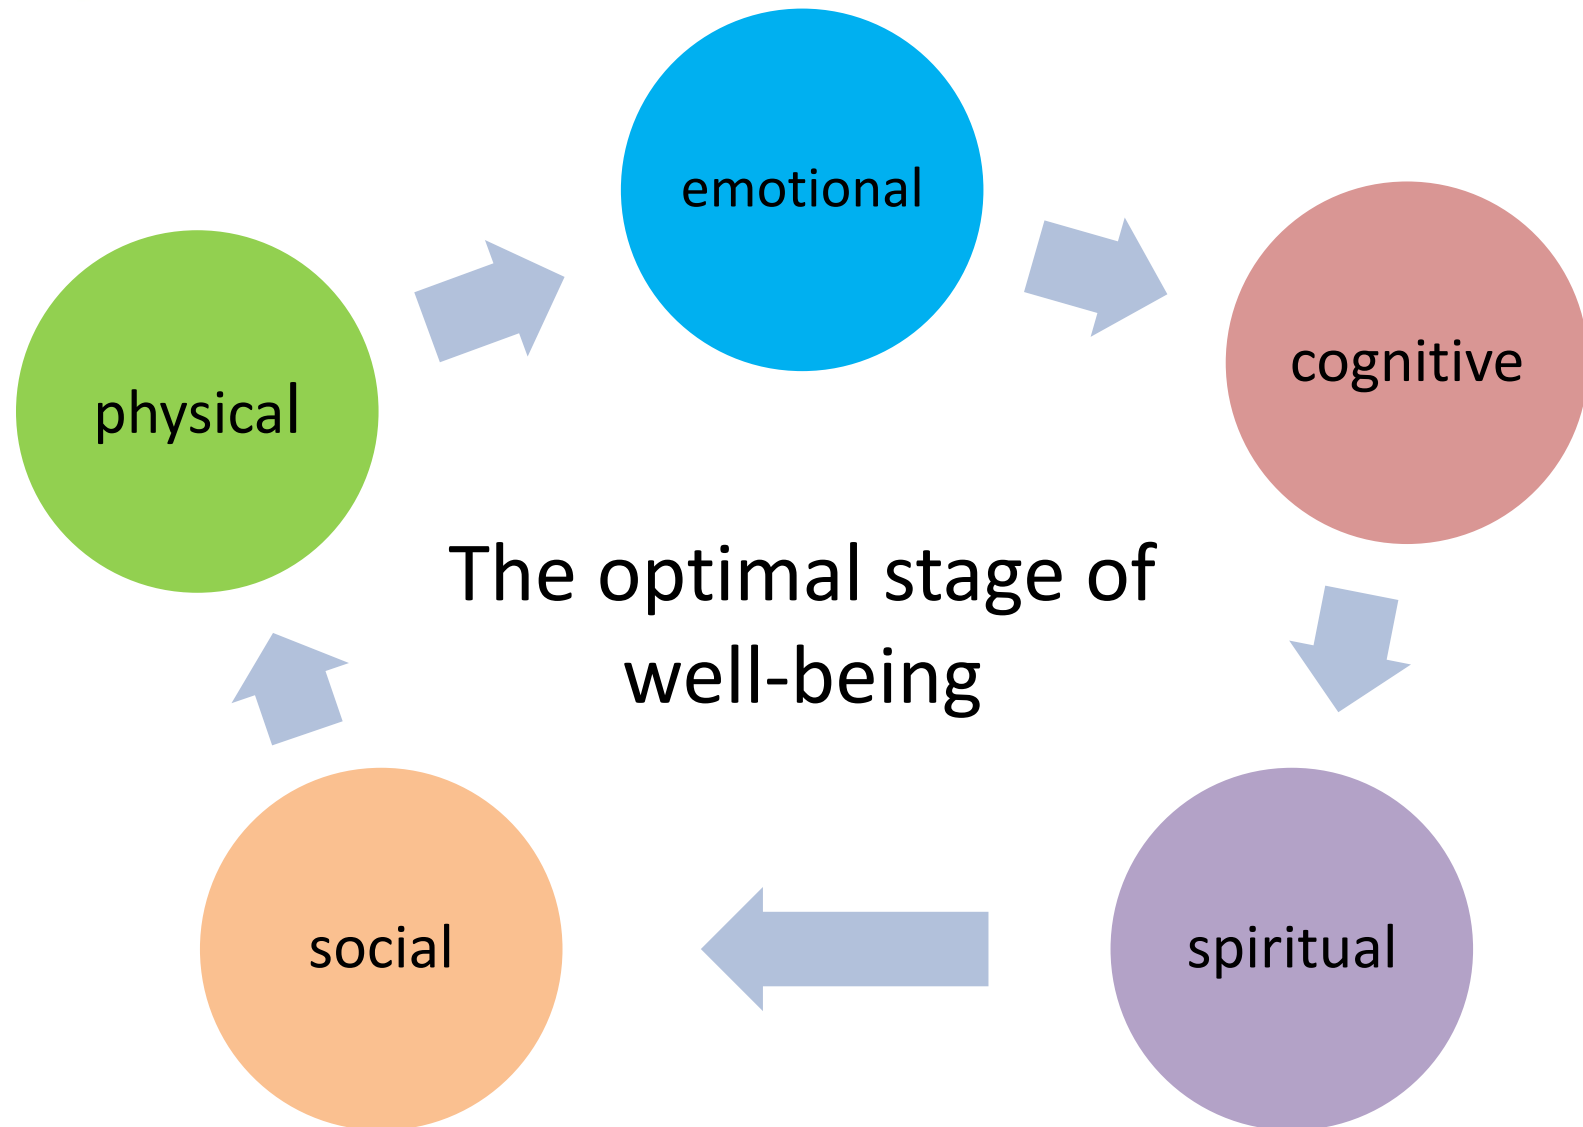 emotional
cognitive
physical
The optimal stage of
well-being
social
spiritual